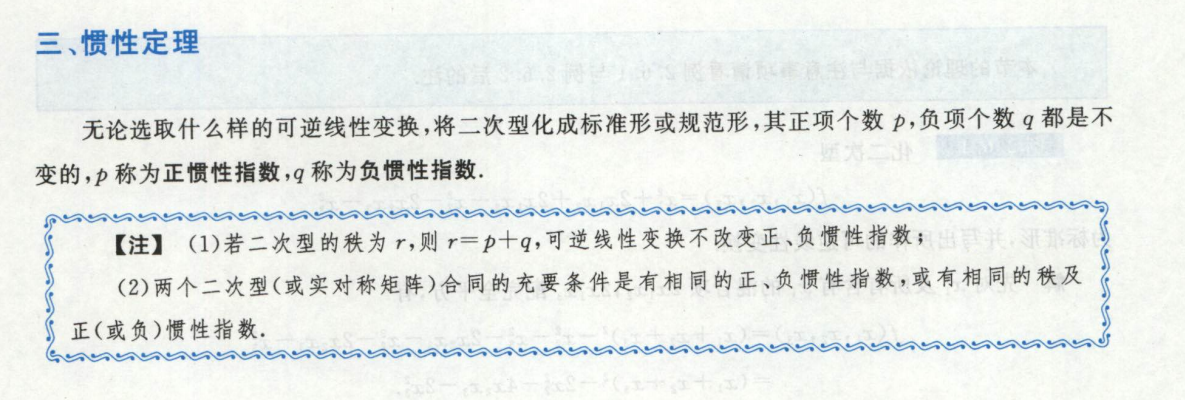 三、惯性定理
无论选取什么样的可逆线性变换,将二次型化成标准形或规范形,其正项个数 p,负项个数 q 都是不
变的,p 称为正惯性指数,q 称为负惯性指数.
【注】 (1)若二次型的秩为 r,则 r=p+q,可逆线性变换不改变正、负惯性指数;
(2)两个二次型(或实对称矩阵)合同的充要条件是有相同的正、负惯性指数,或有相同的秩及
正(或负)惯性指数.